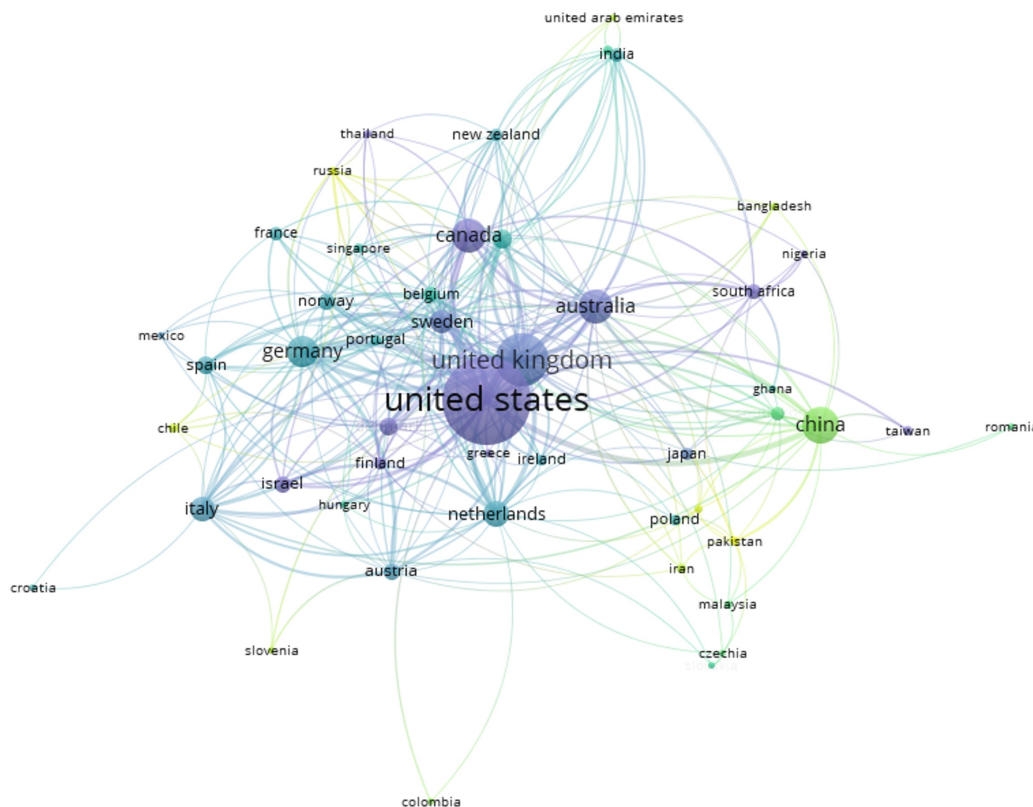 united arab emirates
india
thailand
new zealand
russia
bangladesh
france
canada
singapore
nigeria
south africa
belgium
norway
australia
sweden
mexico
portugal
germany
united kingdom
spain
ghana
united states
china
chile
taiwan
romania
greece
japan
finland
ireland
israel
hungary
italy
netherlands
poland
pakistan
iran
austria
croatia
malaysia
slovenia
czechia
colombia